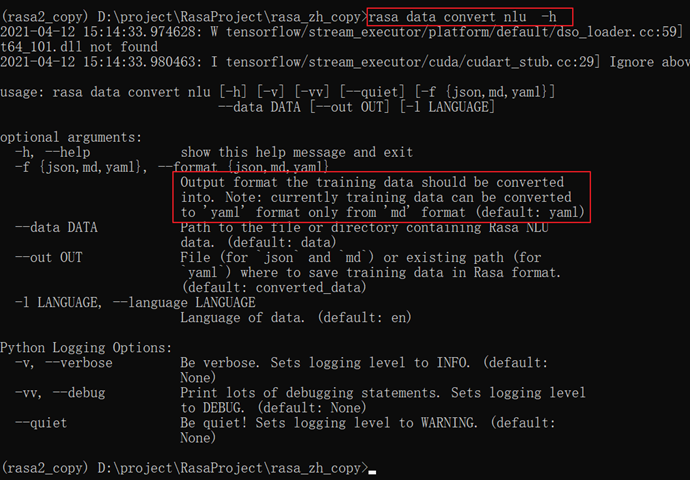 (rasa2_copy) D:\project\RasaProject\rasa_zh_copy>rasa data convert nlu  -h
2021-04-12 15:14:33.974628: W tensorflow/stream_executor/platform/default/dso_loader.cc:59]
t64_101.dll not found
2021-04-12 15:14:33.980463: I tensorflow/stream_executor/cuda/cudart_stub.cc:29] Ignore abov
usage: rasa data convert nlu [-h] [-v] [-vv] [--quiet] [-f {json,md,yaml}]
--data DATA [--out OUT] [-l LANGUAGE]
optional arguments:
-h, --help show this help message and exit
-f {json,md,yaml}, --format {json,md,yaml}
Output format the training data should be converted
into. Note: currently training data can be converted
to 'yaml' format only from 'md' format (default: yaml)
--data DATA Path to the file or directory containing Rasa NLU
data. (default: data)
--out OUT File (for `json` and `md`) or existing path (for
`yaml`) where to save training data in Rasa format.
(default: converted_data)
-l LANGUAGE, --language LANGUAGE
Language of data. (default: en)
Python Logging Options:
-v, --verbose Be verbose. Sets logging level to INFO. (default:
None)
-vv, --debug Print lots of debugging statements. Sets logging level
to DEBUG. (default: None)
--quiet Be quiet! Sets logging level to WARNING. (default:
None)
(rasa2_copy) D:\project\RasaProject\rasa_zh_copy>